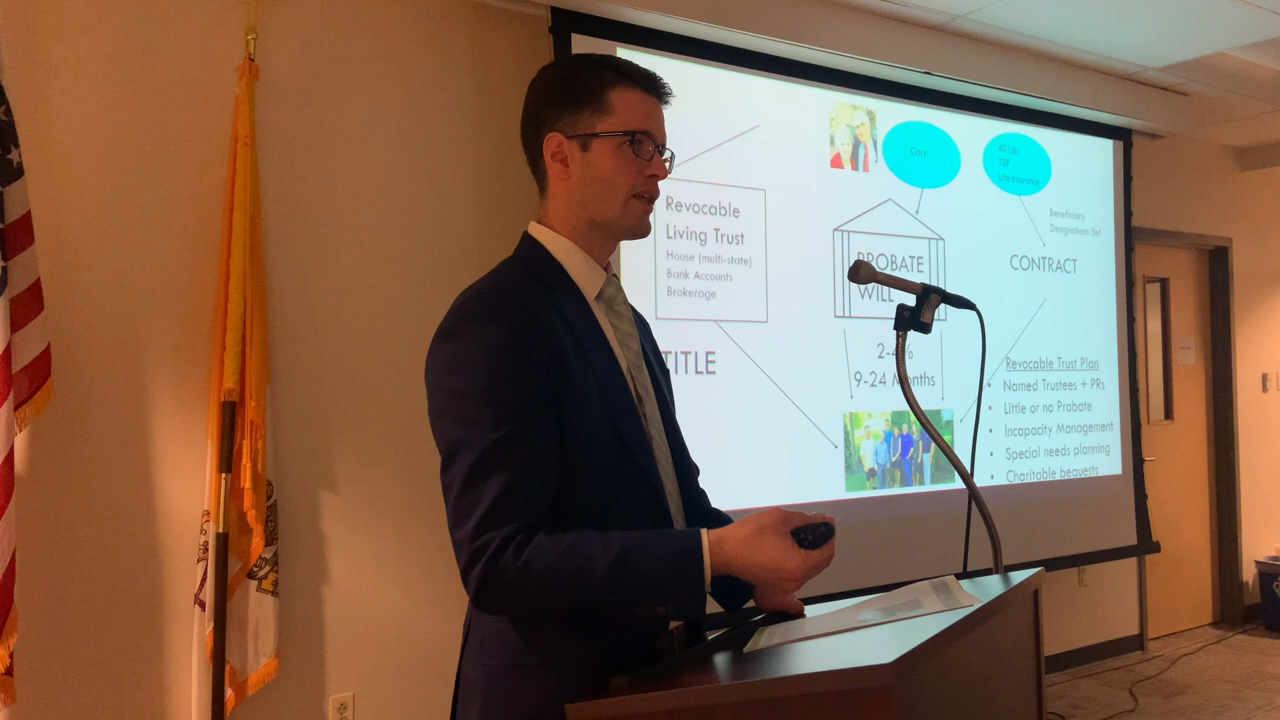 Revocable
Living Trust
House (multi-state)
Bank Accounts
Brokerage
TITLE
Cars
PROBATE
WILL
9-24 Months
401(k)
TSP
Life Insurance
Beneficiary
Designations Set
CONTRACT
Revocable Trust Plan
• Named Trustees + PRs
• Little or no Probate
• Incapacity Management
• Special needs planning
• Charitable bequests